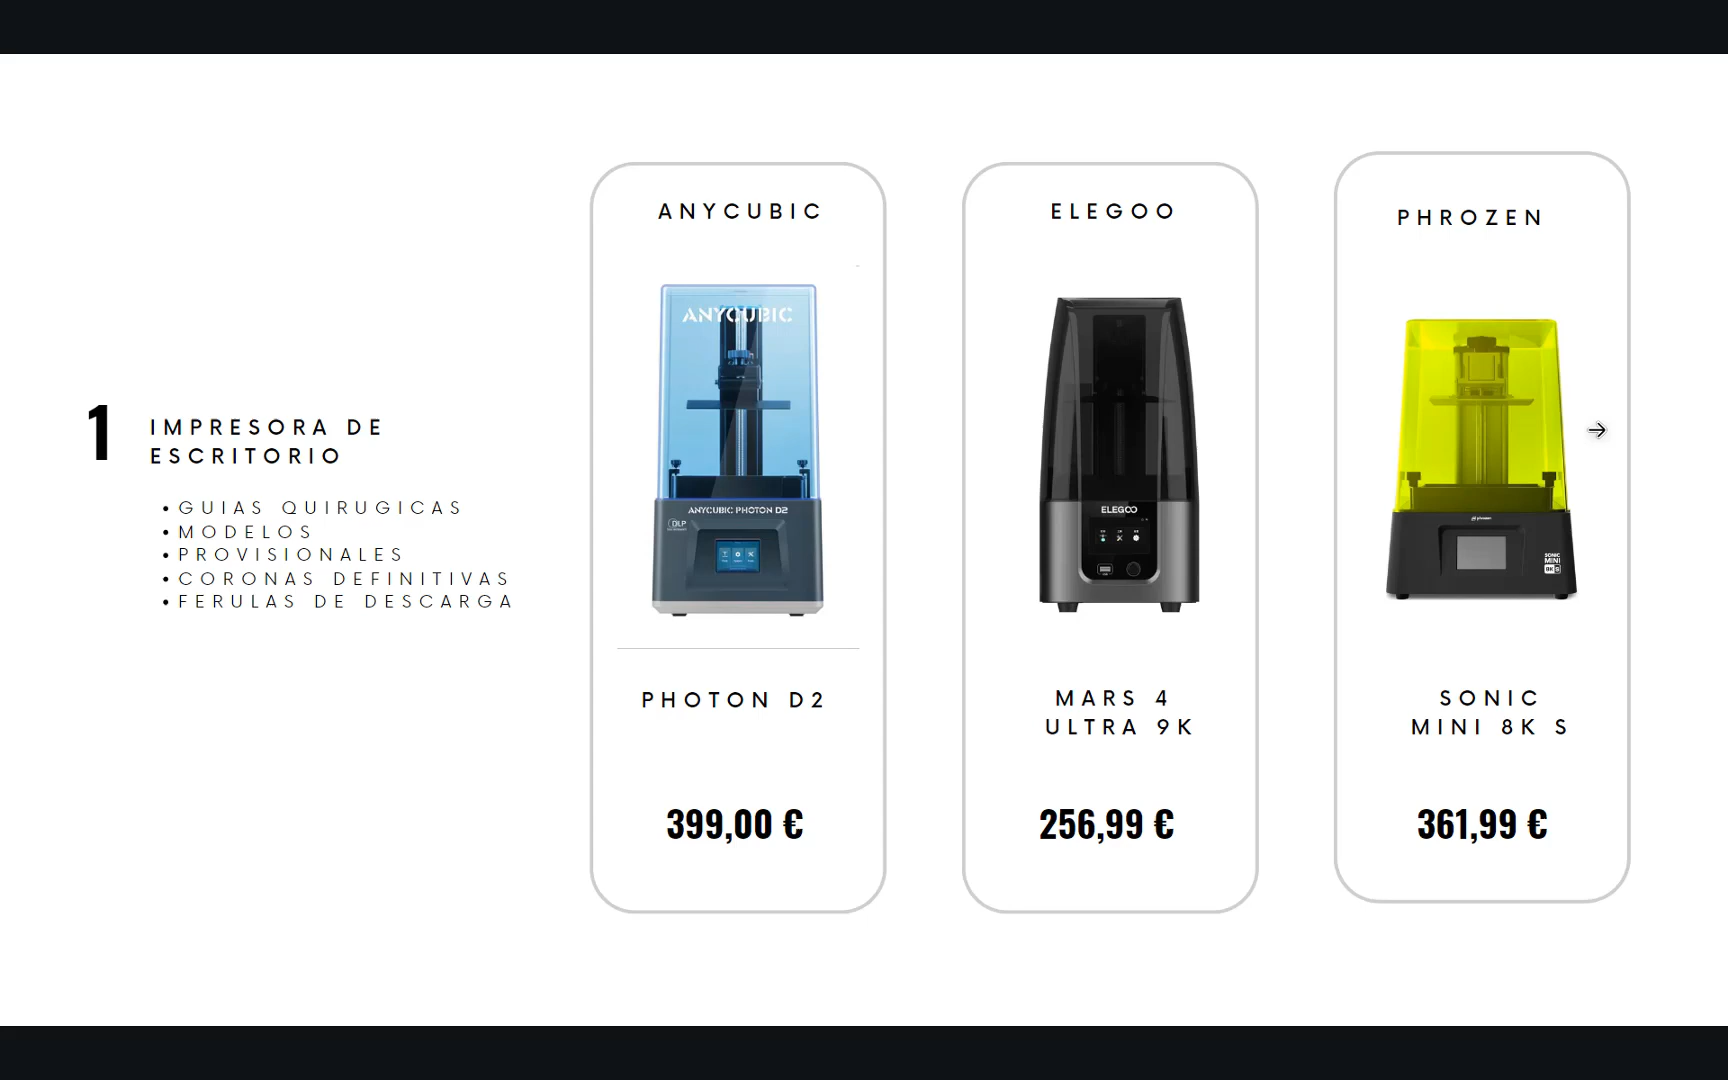 1
IMPRESORA DE
ESCRITORIO
• GUIAS QUIRUGICAS
• MODELOS
• PROVISIONALES
• CORONAS DEFINITIVAS
• FERULAS DE DESCARGA
ANYCUBIC
ANYCUBIC
ANYCUBIC PHOTON D2
DLP
PHOTON D2
399,00 €
ELEGOO
ELEGOO
MARS 4
ULTRA 9K
256,99 €
PHROZEN
phrozen
SONIC
MINI
8K S
SONIC
MINI 8K S
361,99 €